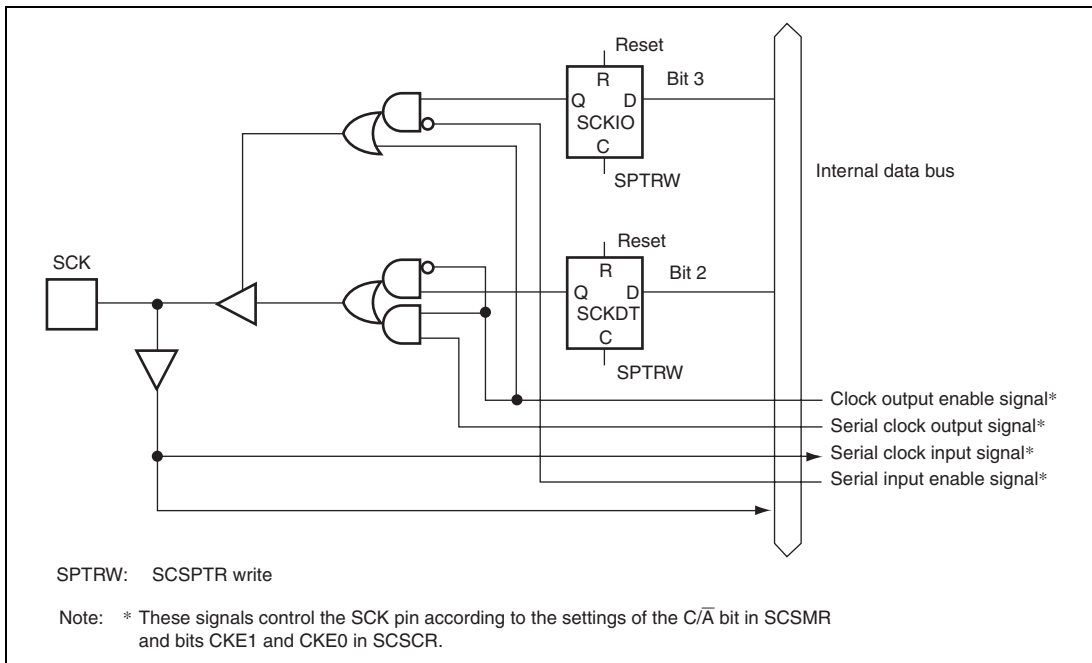 Reset
R
Bit 3
Q D
SCKIO
C
SPTRW
Internal data bus
Reset
SCK
R
Bit 2
Q D
SCKDT
C
SPTRW
Clock output enable signal*
Serial clock output signal*
Serial clock input signal*
Serial input enable signal*
SPTRW: SCSPTR write
Note: * These signals control the SCK pin according to the settings of the C/A̅ bit in SCSMR
and bits CKE1 and CKE0 in SCSCR.